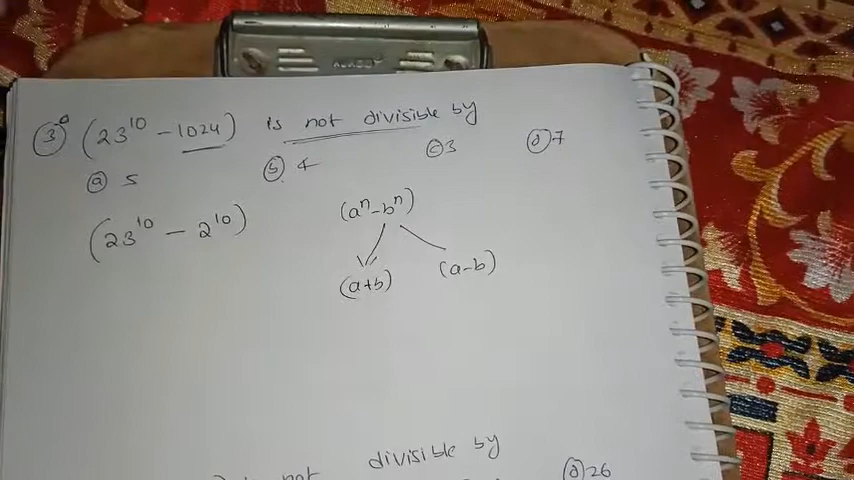 3 (23^10 - 1024) is not divisible by
a 5 b 4 c 3 d 7
(23^10 - 2^10) (a^n - b^n)
(a+b) (a-b)
not divisible by
d 26